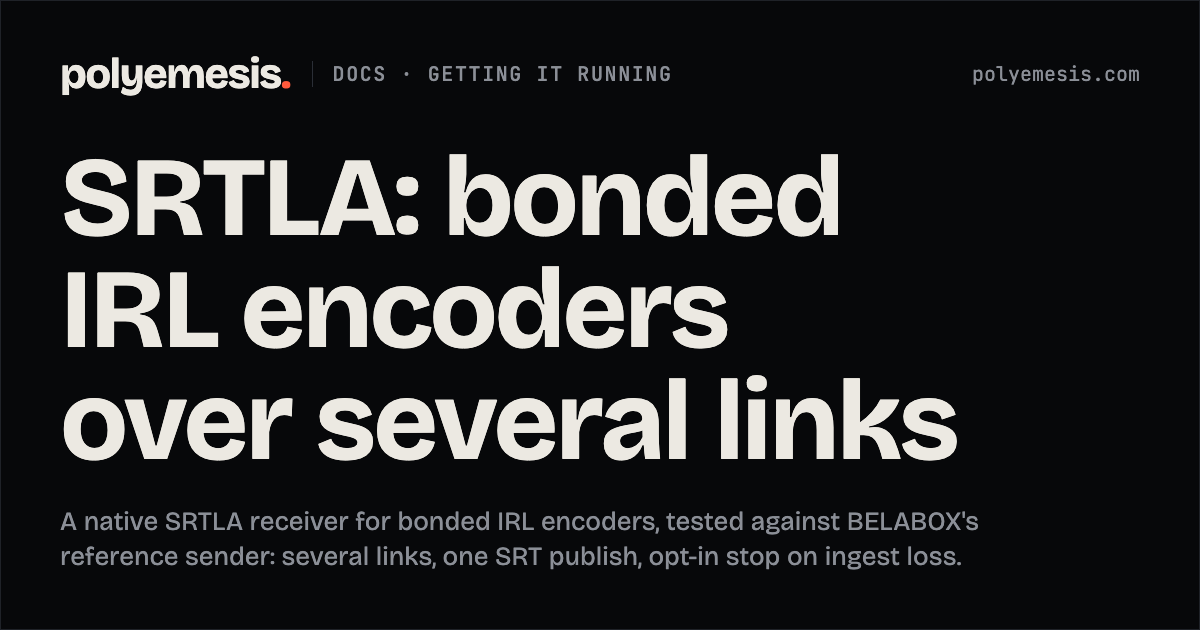 polyemesis. DOCS · GETTING IT RUNNING polyemesis.com
SRTLA: bonded
IRL encoders
over several links
A native SRTLA receiver for bonded IRL encoders, tested against BELABOX's
reference sender: several links, one SRT publish, opt-in stop on ingest loss.